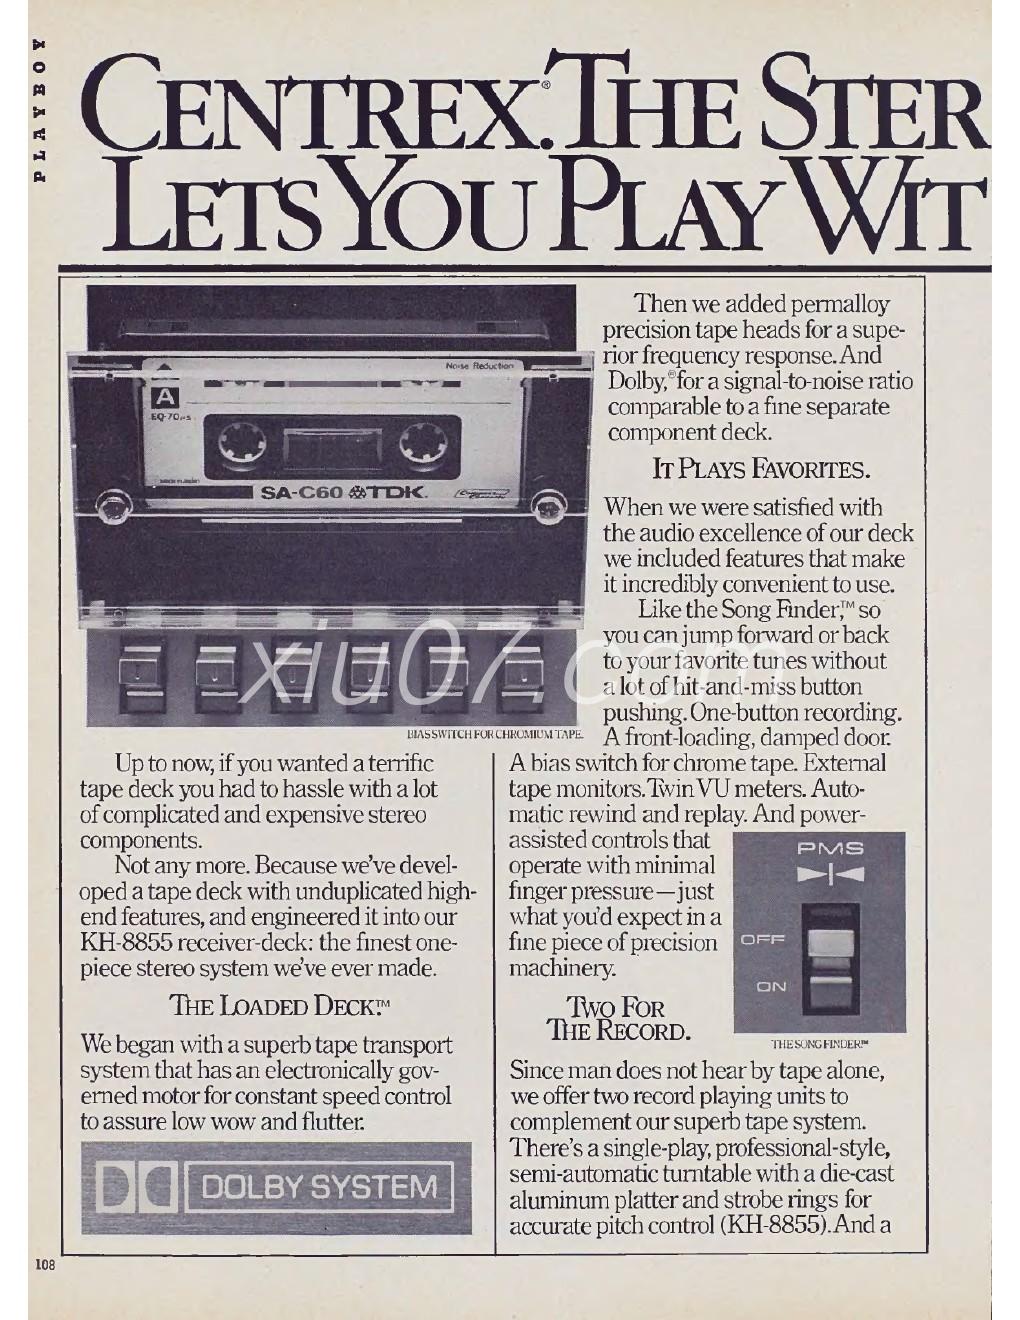 PLAYBOY
CENTREX.® THE STER
LETS YOU PLAY WIT
Noise Reduction
A
EQ-70µs
MADE IN JAPAN
SA-C60 TDK.
BIAS SWITCH FOR CHROMIUM TAPE.
Up to now, if you wanted a terrific
tape deck you had to hassle with a lot
of complicated and expensive stereo
components.
Not any more. Because we've devel-
oped a tape deck with unduplicated high-
end features, and engineered it into our
KH-8855 receiver-deck: the finest one-
piece stereo system we've ever made.
THE LOADED DECK.™
We began with a superb tape transport
system that has an electronically gov-
erned motor for constant speed control
to assure low wow and flutter.
DOLBY SYSTEM
Then we added permalloy
precision tape heads for a supe-
rior frequency response. And
Dolby,® for a signal-to-noise ratio
comparable to a fine separate
component deck.
IT PLAYS FAVORITES.
When we were satisfied with
the audio excellence of our deck
we included features that make
it incredibly convenient to use.
Like the Song Finder,™ so
you can jump forward or back
to your favorite tunes without
a lot of hit-and-miss button
pushing. One-button recording.
A front-loading, damped door.
A bias switch for chrome tape. External
tape monitors. Twin VU meters. Auto-
matic rewind and replay. And power-
assisted controls that
operate with minimal
finger pressure—just
what you'd expect in a
fine piece of precision
machinery.
PMS
OFF
ON
THE SONG FINDER.™
TWO FOR
THE RECORD.
Since man does not hear by tape alone,
we offer two record playing units to
complement our superb tape system.
There's a single-play, professional-style,
semi-automatic turntable with a die-cast
aluminum platter and strobe rings for
accurate pitch control (KH-8855). And a
108
xiu07.com